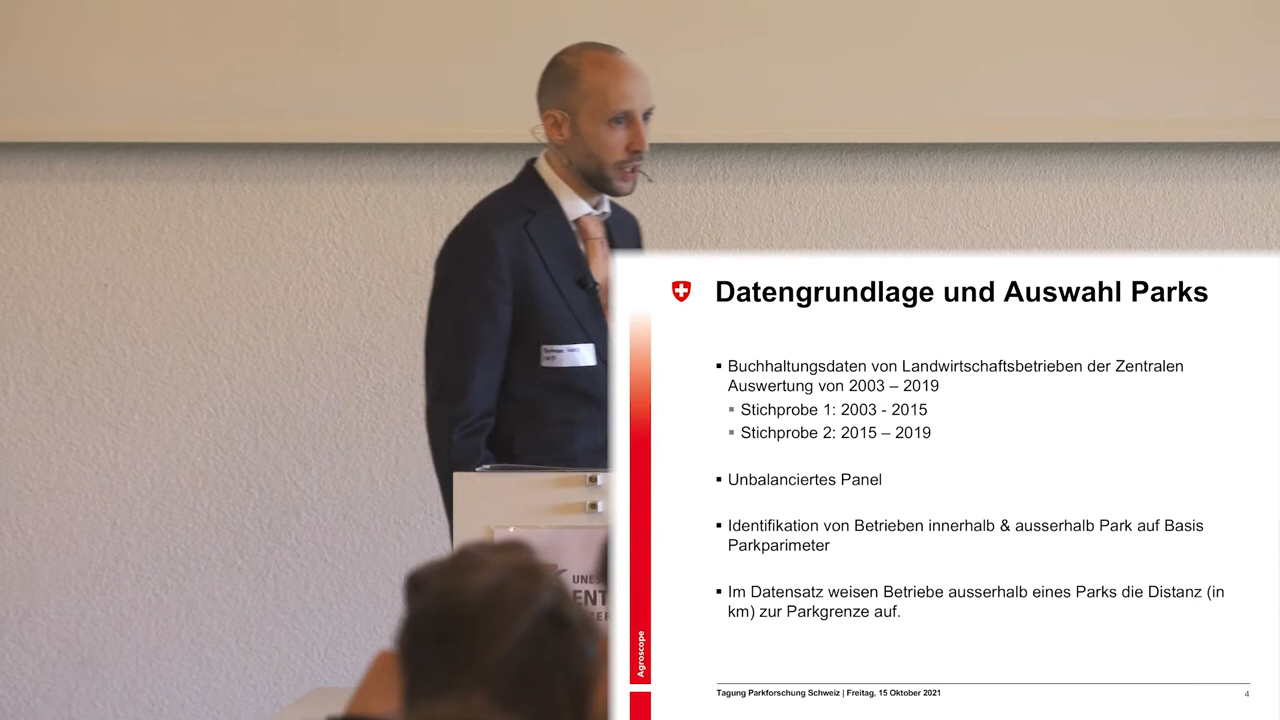 Datengrundlage und Auswahl Parks
▪ Buchhaltungsdaten von Landwirtschaftsbetrieben der Zentralen
Auswertung von 2003 – 2019
▪ Stichprobe 1: 2003 - 2015
▪ Stichprobe 2: 2015 – 2019
▪ Unbalanciertes Panel
▪ Identifikation von Betrieben innerhalb & ausserhalb Park auf Basis
Parkparimeter
▪ Im Datensatz weisen Betriebe ausserhalb eines Parks die Distanz (in
km) zur Parkgrenze auf.
Agroscope
Tagung Parkforschung Schweiz | Freitag, 15 Oktober 2021
4
UNES
ENT